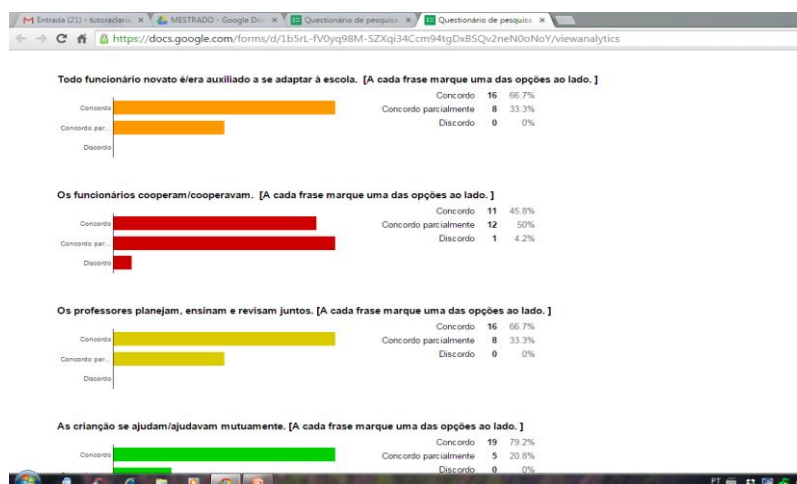 Entrada (21) - tutoraclario
MESTRADO - Google Driv
Questionário de pesquisa
Questionário de pesquisa
https://docs.google.com/forms/d/1b5rL-fV0yq98M-SZXqi34Ccm94tgDxBSQv2neN0oNoY/viewanalytics
Todo funcionário novato é/era auxiliado a se adaptar à escola. [A cada frase marque uma das opções ao lado. ]
Concordo 16 66.7%
Concordo parcialmente 8 33.3%
Discordo 0 0%
Concordo
Concordo par...
Discordo
Os funcionários cooperam/cooperavam. [A cada frase marque uma das opções ao lado. ]
Concordo 11 45.8%
Concordo parcialmente 12 50%
Discordo 1 4.2%
Concordo
Concordo par...
Discordo
Os professores planejam, ensinam e revisam juntos. [A cada frase marque uma das opções ao lado. ]
Concordo 16 66.7%
Concordo parcialmente 8 33.3%
Discordo 0 0%
Concordo
Concordo par...
Discordo
As criança se ajudam/ajudavam mutuamente. [A cada frase marque uma das opções ao lado. ]
Concordo 19 79.2%
Concordo parcialmente 5 20.8%
Discordo 0 0%
Concordo
PT